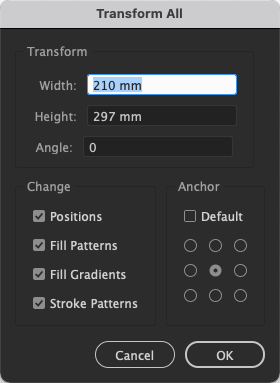 Transform All
Transform
Width: 210 mm
Height: 297 mm
Angle: 0
Change
Positions
Fill Patterns
Fill Gradients
Stroke Patterns
Anchor
Default
Cancel
OK